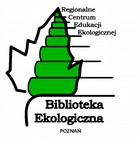 Regionalne
Centrum
Edukacji
Ekologicznej
Biblioteka
Ekologiczna
POZNAŃ